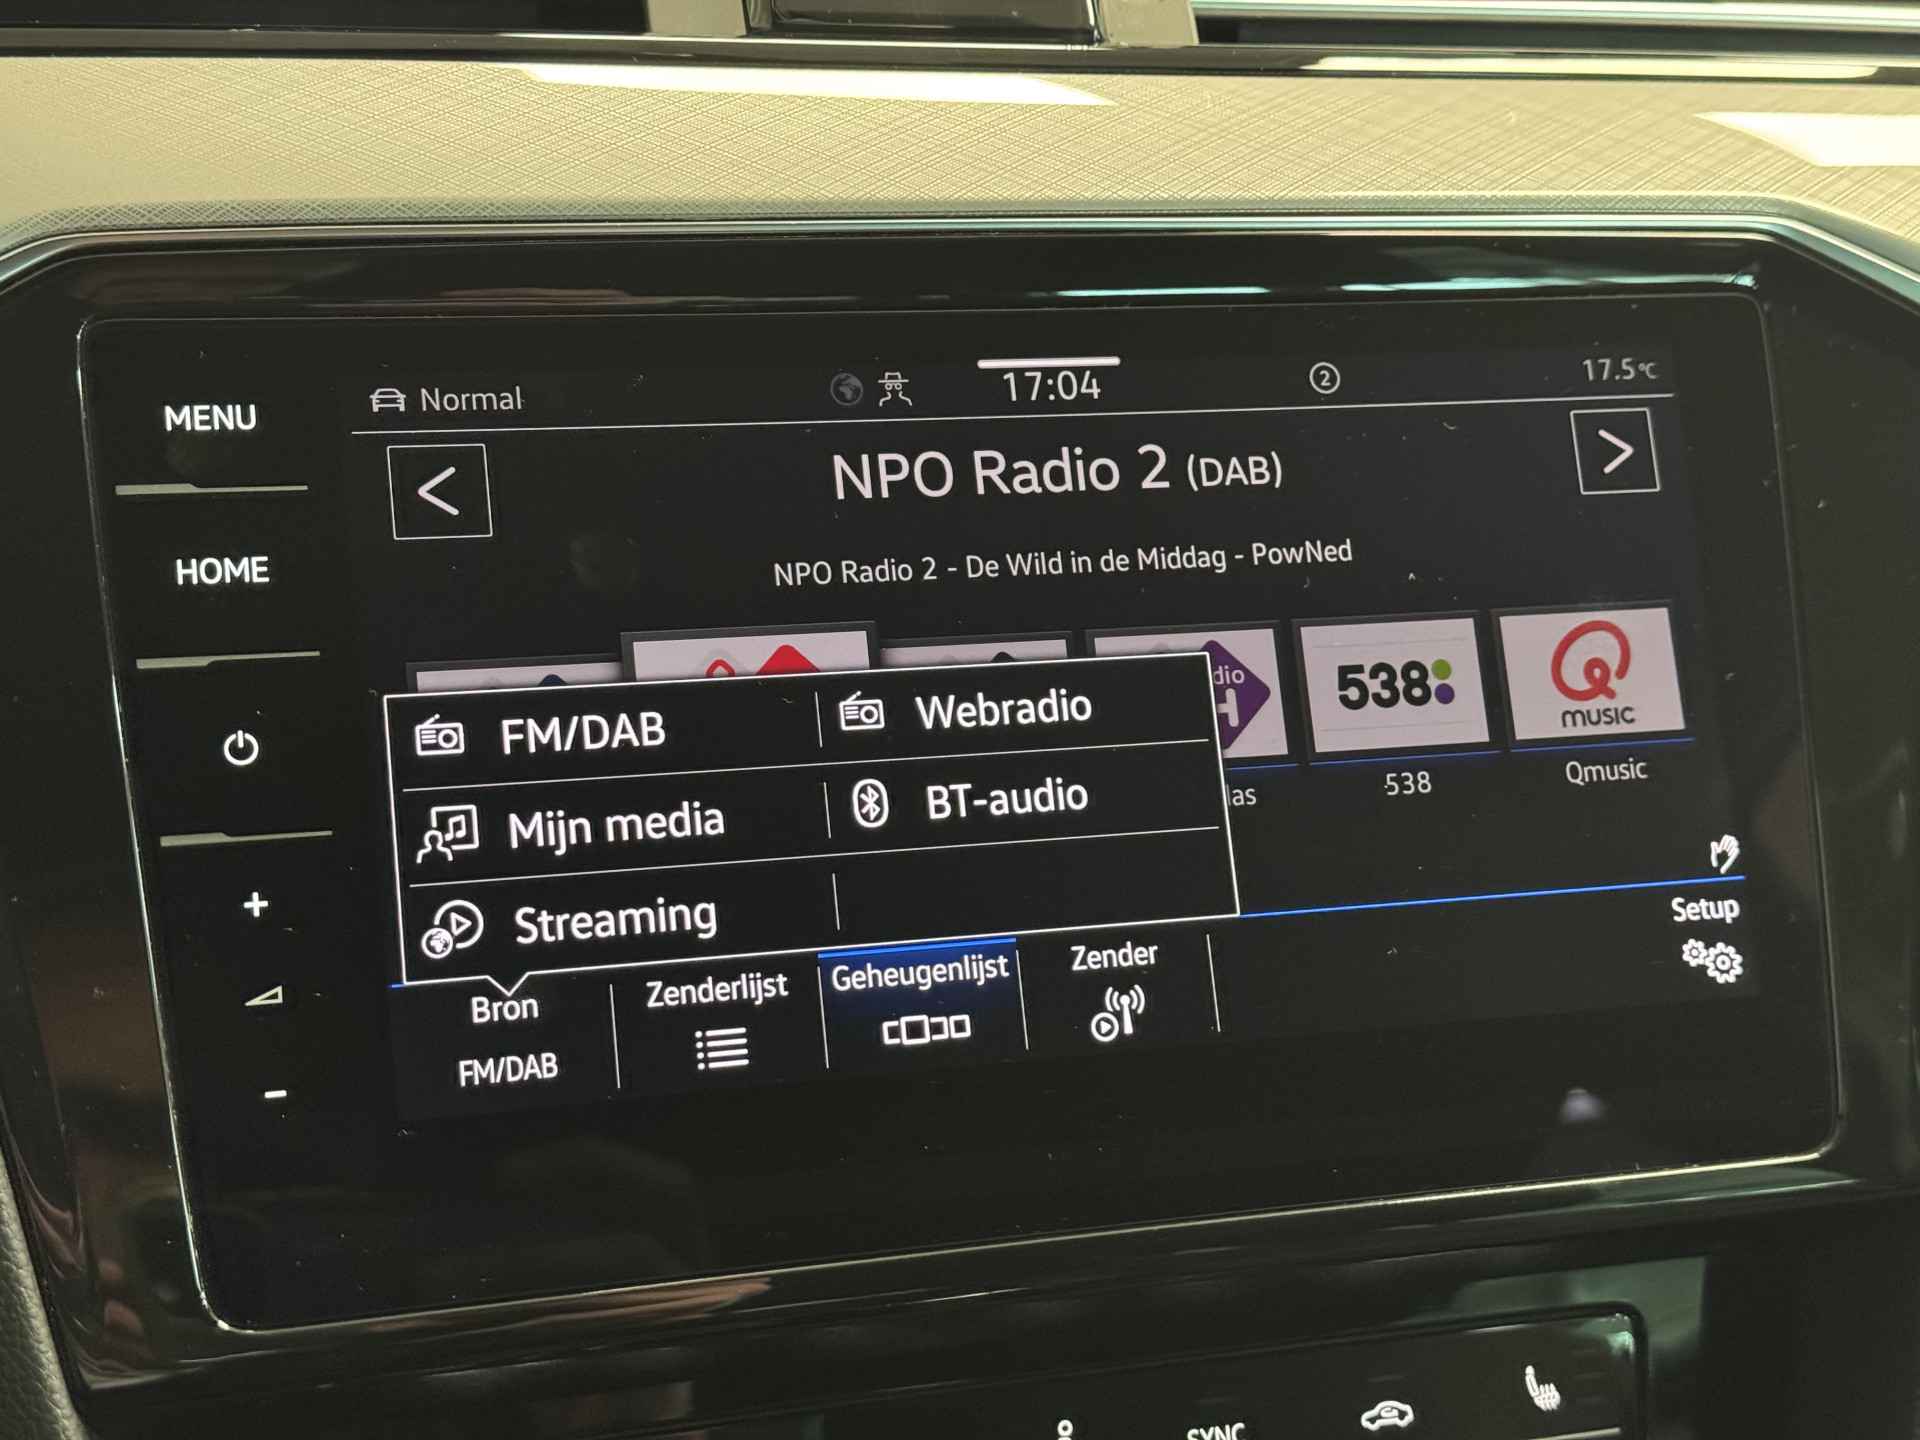 MENU
HOME
Normal
17:04
2
17.5°C
NPO Radio 2 (DAB)
NPO Radio 2 - De Wild in de Middag - PowNed
dio
538
music
las
538
Qmusic
FM/DAB
Webradio
Mijn media
BT-audio
Streaming
Setup
Bron
FM/DAB
Zenderlijst
Geheugenlijst
Zender
SYNC